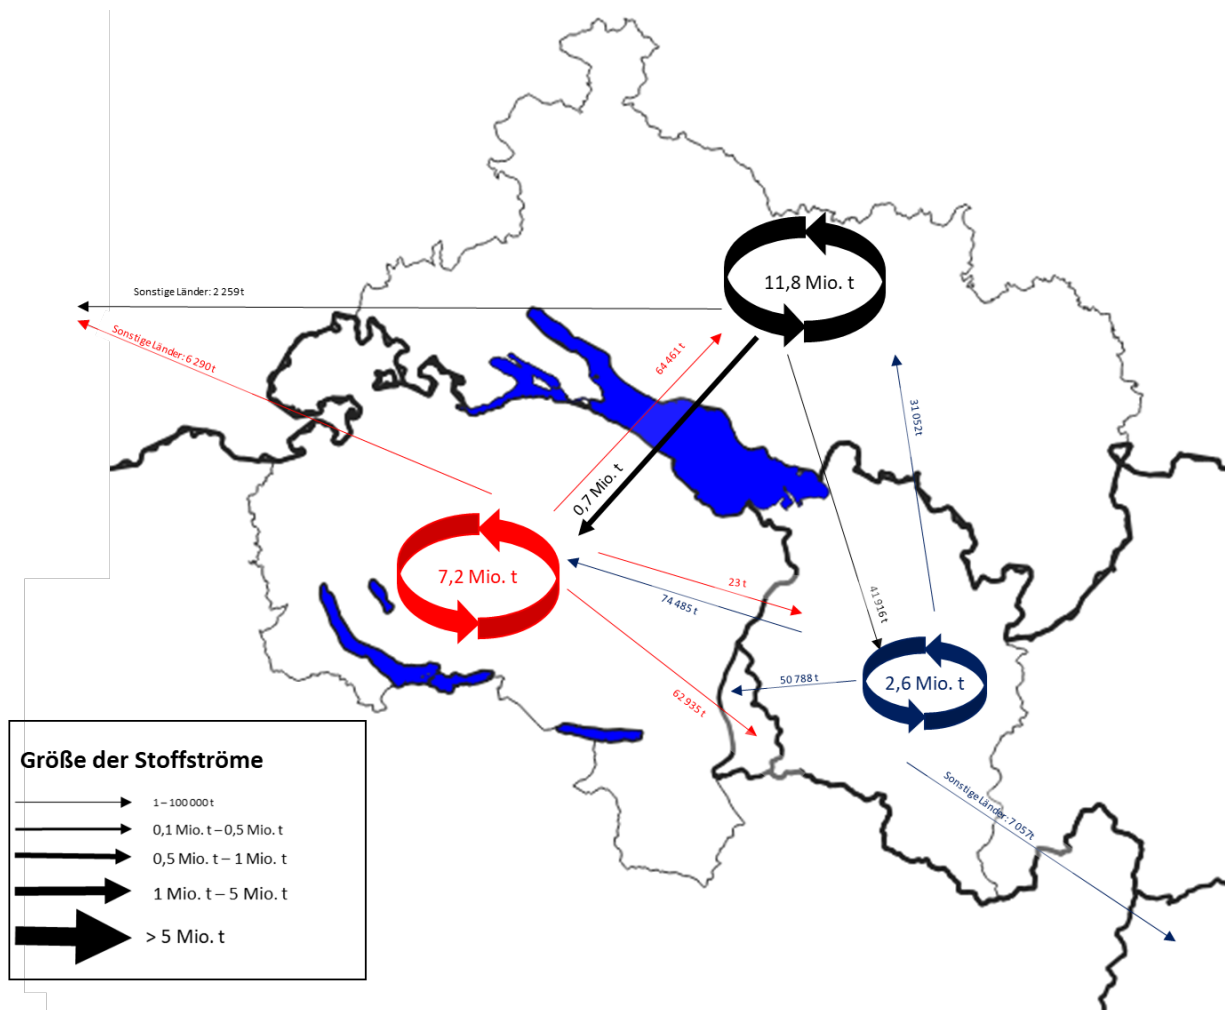 11,8 Mio. t
Sonstige Länder: 2 259t
Sonstige Länder: 6 290t
64 461 t
31 052t
0,7 Mio. t
7,2 Mio. t
23 t
74 485 t
41 916 t
50 788 t
2,6 Mio. t
62 935 t
Sonstige Länder: 7 057t
Größe der Stoffströme
1 – 100 000 t
0,1 Mio. t – 0,5 Mio. t
0,5 Mio. t – 1 Mio. t
1 Mio. t – 5 Mio. t
> 5 Mio. t